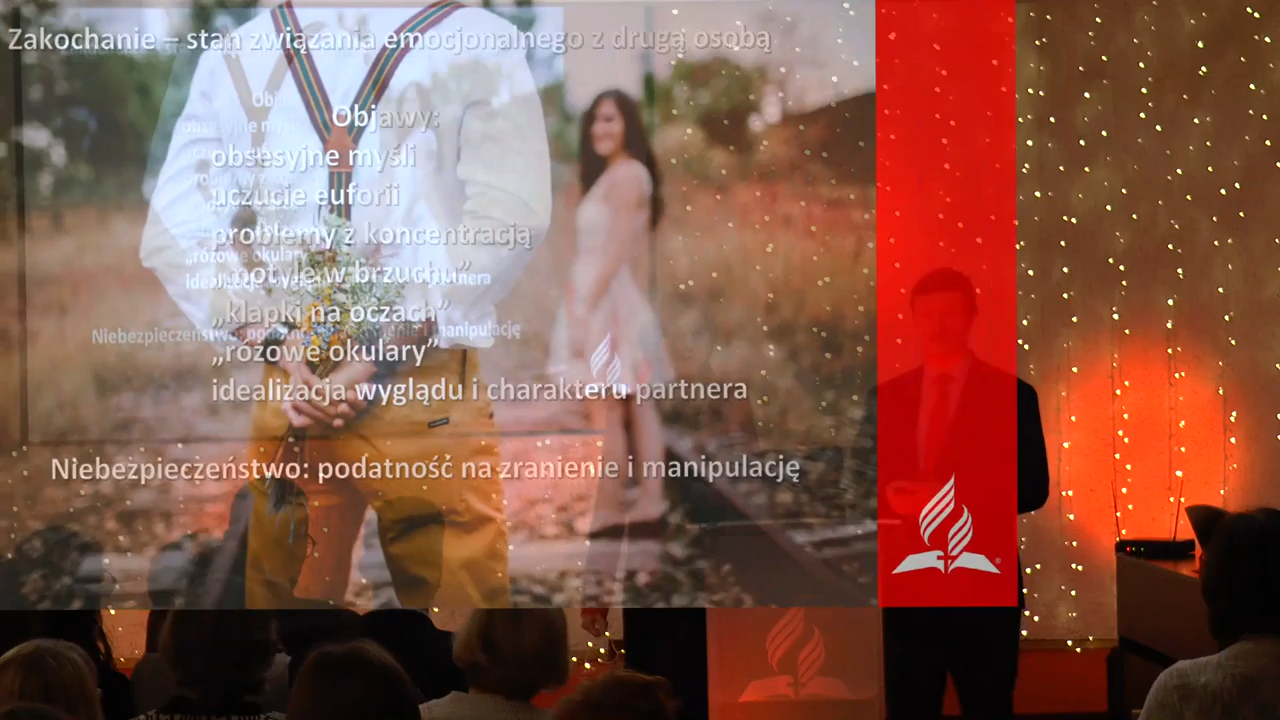 Zakochanie – stan związania emocjonalnego z drugą osobą
Objawy:
obsesyjne myśli
uczucie euforii
problemy z koncentracją
„motyle w brzuchu”
„klapki na oczach”
„różowe okulary”
idealizacja wyglądu i charakteru partnera
Niebezpieczeństwo: podatność na zranienie i manipulację